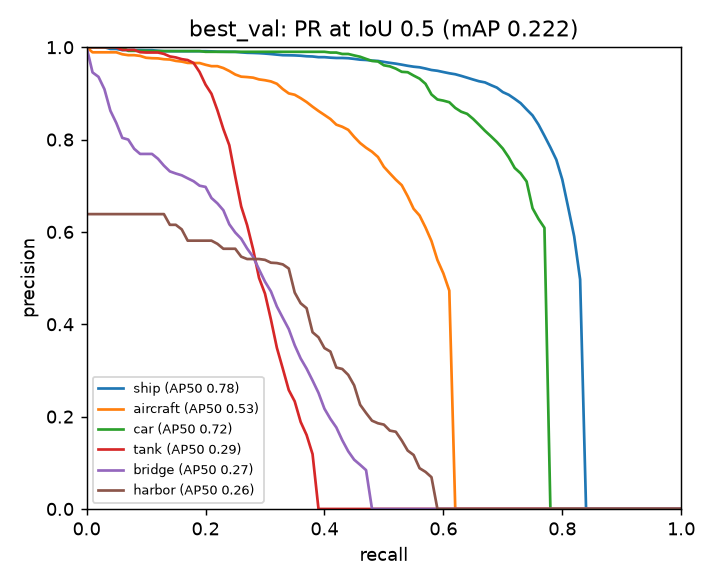 best_val: PR at IoU 0.5 (mAP 0.222)
1.0
0.8
0.6
0.4
0.2
0.0
precision
ship (AP50 0.78)
aircraft (AP50 0.53)
car (AP50 0.72)
tank (AP50 0.29)
bridge (AP50 0.27)
harbor (AP50 0.26)
0.0 0.2 0.4 0.6 0.8 1.0
recall